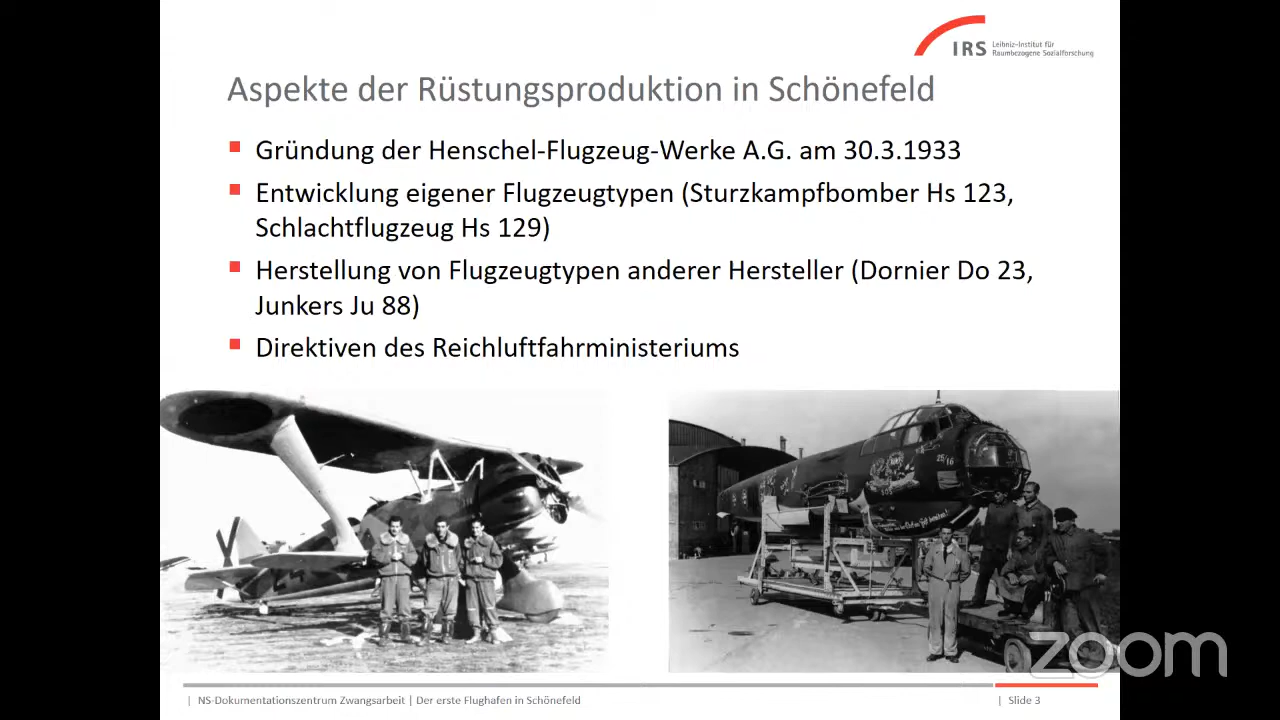 IRS Leibniz-Institut für
Raumbezogene Sozialforschung
Aspekte der Rüstungsproduktion in Schönefeld
Gründung der Henschel-Flugzeug-Werke A.G. am 30.3.1933
Entwicklung eigener Flugzeugtypen (Sturzkampfbomber Hs 123,
Schlachtflugzeug Hs 129)
Herstellung von Flugzeugtypen anderer Hersteller (Dornier Do 23,
Junkers Ju 88)
Direktiven des Reichluftfahrministeriums
25/16
zoom
| NS-Dokumentationszentrum Zwangsarbeit | Der erste Flughafen in Schönefeld
| Slide 3